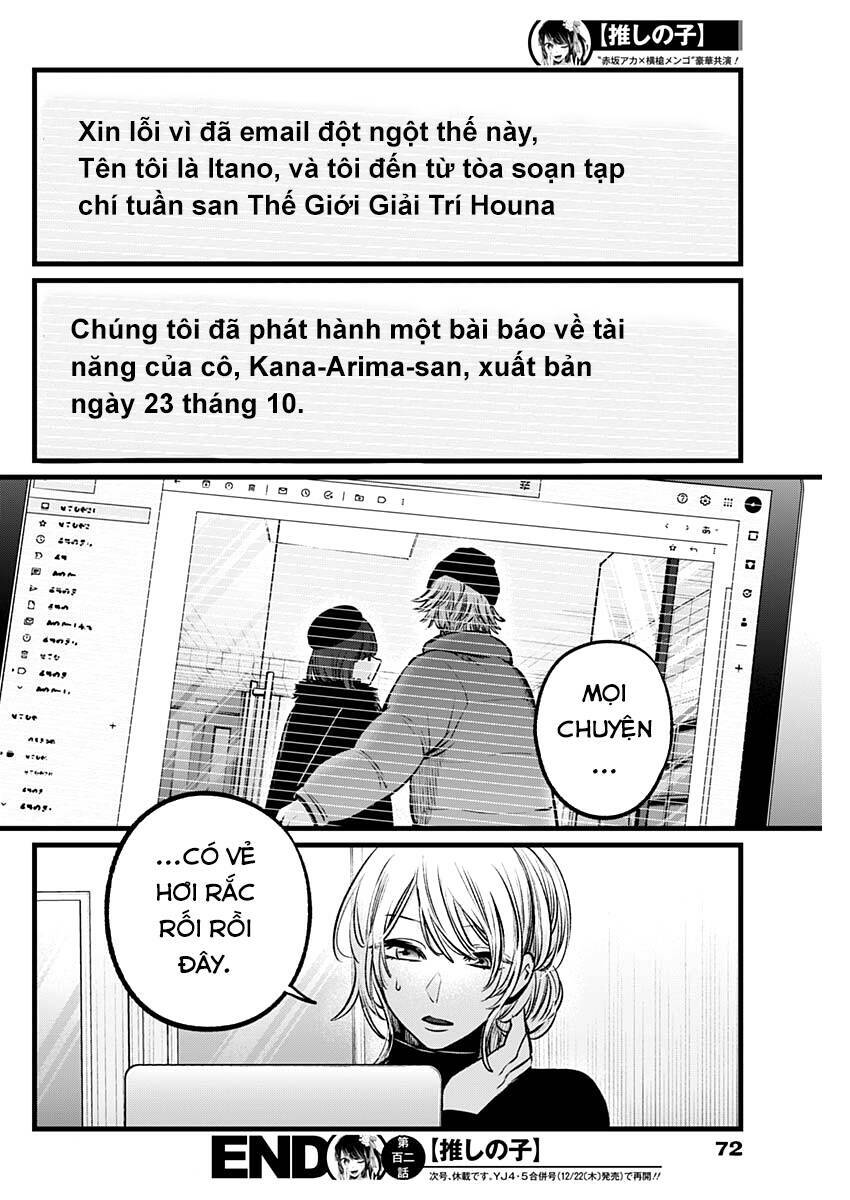 【推しの子】
“赤坂アカ×横槍メンゴ”豪華共演！
Xin lỗi vì đã email đột ngột thế này,
Tên tôi là Itano, và tôi đến từ tòa soạn tạp
chí tuần san Thế Giới Giải Trí Houna
Chúng tôi đã phát hành một bài báo về tài
năng của cô, Kana-Arima-san, xuất bản
ngày 23 tháng 10.
MỌI
CHUYỆN
...
...CÓ VẺ
HƠI RẮC
RỐI RỒI
ĐÂY.
END
第百二話
【推しの子】
次号、休載です。YJ4・5合併号(12/22(木)発売)で再開!!
72